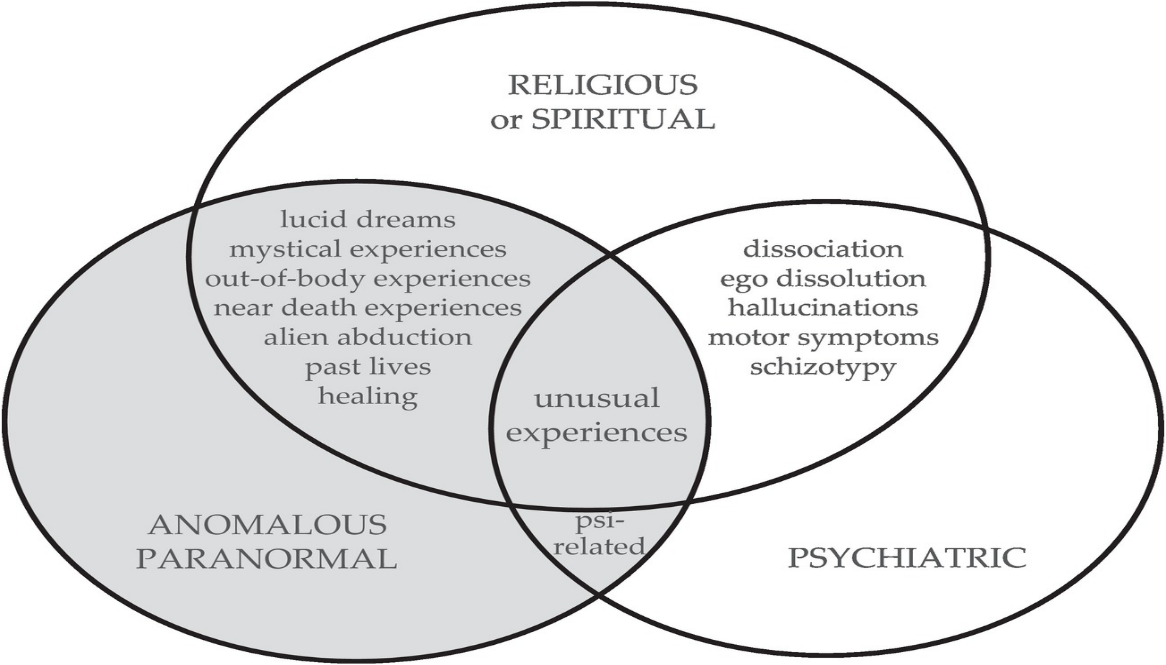 RELIGIOUS
or SPIRITUAL
lucid dreams
mystical experiences
out-of-body experiences
near death experiences
alien abduction
past lives
healing
dissociation
ego dissolution
hallucinations
motor symptoms
schizotypy
unusual
experiences
psi-
related
ANOMALOUS
PARANORMAL
PSYCHIATRIC